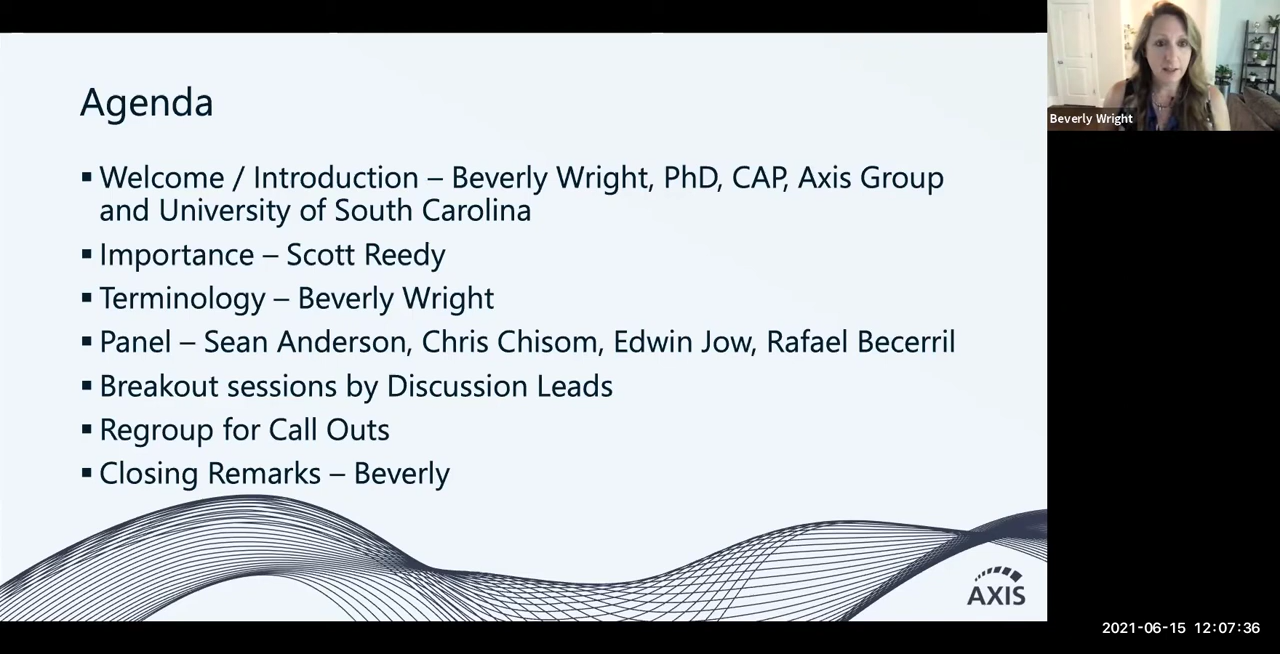 Agenda
▪ Welcome / Introduction – Beverly Wright, PhD, CAP, Axis Group
and University of South Carolina
▪ Importance – Scott Reedy
▪ Terminology – Beverly Wright
▪ Panel – Sean Anderson, Chris Chisom, Edwin Jow, Rafael Becerril
▪ Breakout sessions by Discussion Leads
▪ Regroup for Call Outs
▪ Closing Remarks – Beverly
AXIS
Beverly Wright
2021-06-15 12:07:36